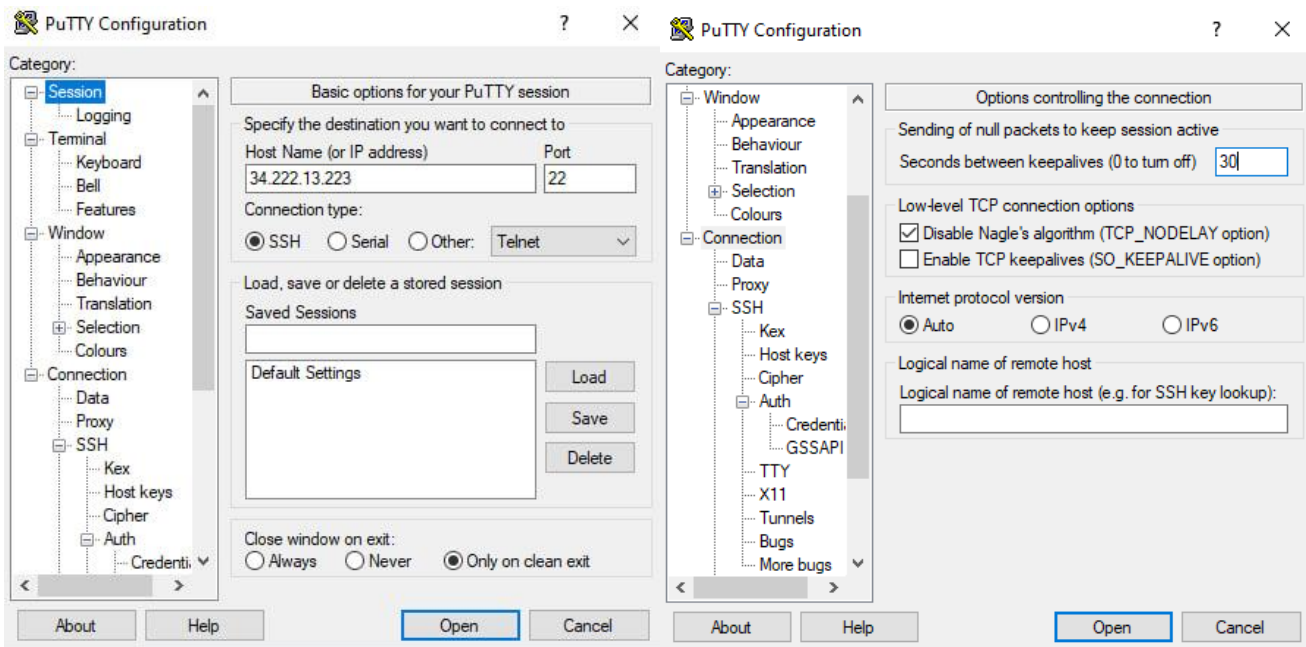 PuTTY Configuration ? ×
Category:
Session
Logging
Terminal
Keyboard
Bell
Features
Window
Appearance
Behaviour
Translation
Selection
Colours
Connection
Data
Proxy
SSH
Kex
Host keys
Cipher
Auth
Credenti
Basic options for your PuTTY session
Specify the destination you want to connect to
Host Name (or IP address) Port
34.222.13.223 22
Connection type:
SSH Serial Other: Telnet
Load, save or delete a stored session
Saved Sessions
Default Settings
Load
Save
Delete
Close window on exit:
Always Never Only on clean exit
About Help Open Cancel
PuTTY Configuration ? ×
Category:
Window
Appearance
Behaviour
Translation
Selection
Colours
Connection
Data
Proxy
SSH
Kex
Host keys
Cipher
Auth
Credenti
GSSAPI
TTY
X11
Tunnels
Bugs
More bugs
Options controlling the connection
Sending of null packets to keep session active
Seconds between keepalives (0 to turn off) 30
Low-level TCP connection options
Disable Nagle's algorithm (TCP_NODELAY option)
Enable TCP keepalives (SO_KEEPALIVE option)
Internet protocol version
Auto IPv4 IPv6
Logical name of remote host
Logical name of remote host (e.g. for SSH key lookup):
About Help Open Cancel